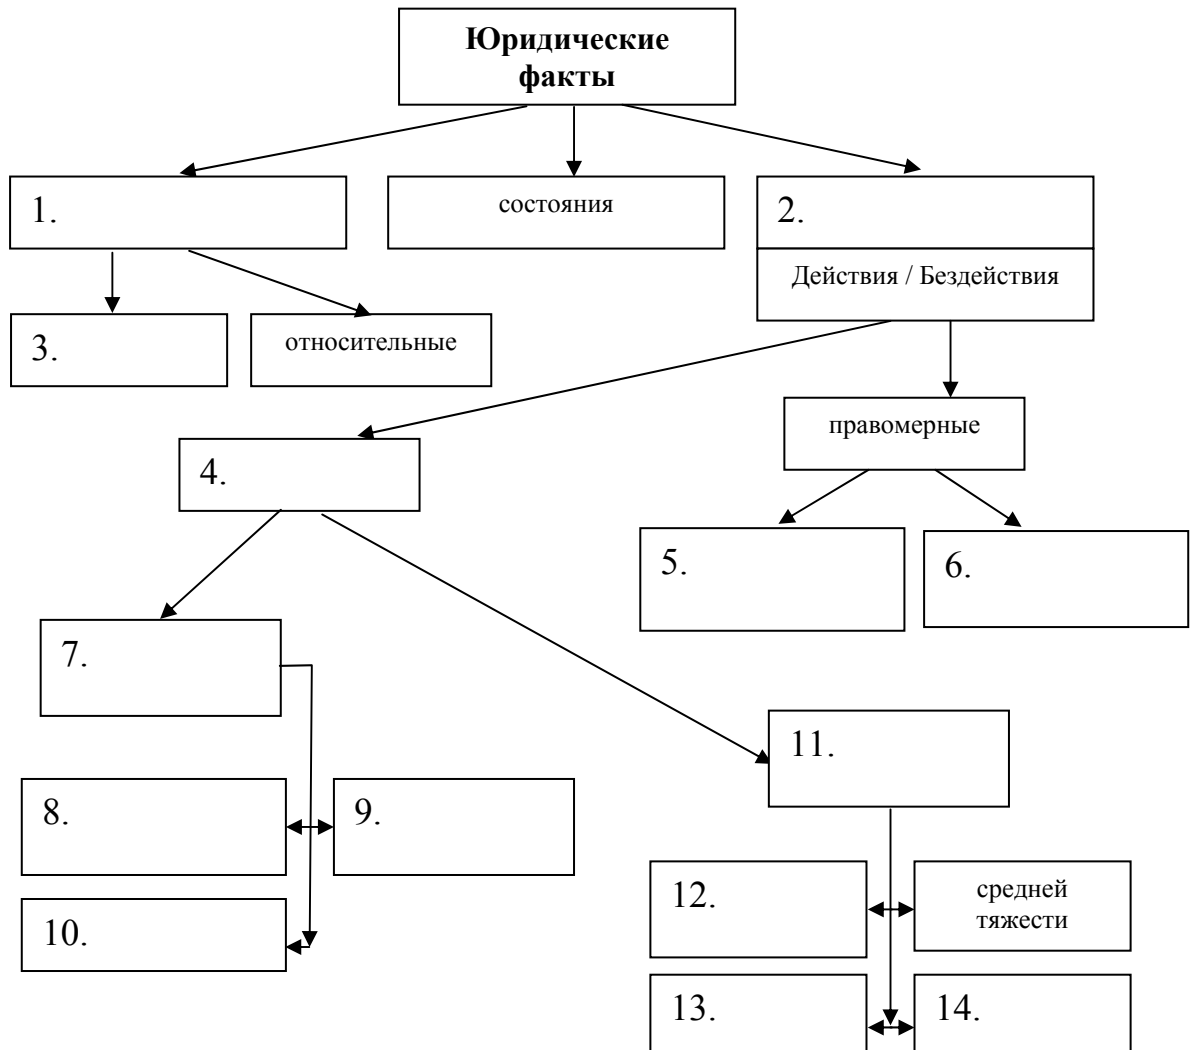 Юридические
факты
1.
состояния
2.
Действия / Бездействия
3.
относительные
правомерные
4.
5.
6.
7.
11.
8.
9.
12.
средней
тяжести
10.
13.
14.